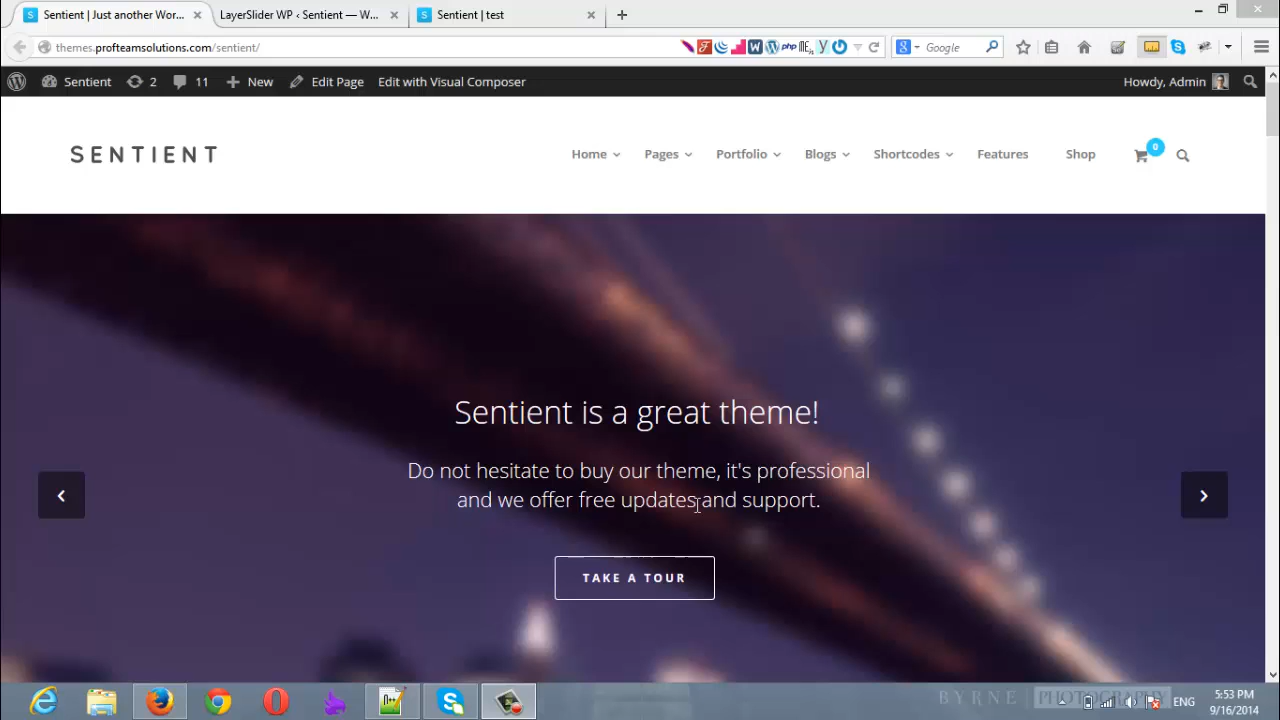 Sentient | Just another Wor...
LayerSlider WP ‹ Sentient — W...
Sentient | test
themes.profteamsolutions.com/sentient/
Google
Sentient
2
11
New
Edit Page
Edit with Visual Composer
Howdy, Admin
SENTIENT
Home
Pages
Portfolio
Blogs
Shortcodes
Features
Shop
0
Sentient is a great theme!
Do not hesitate to buy our theme, it's professional
and we offer free updates and support.
TAKE A TOUR
BYRNE PHOTOGRAPHY
ENG
5:53 PM
9/16/2014